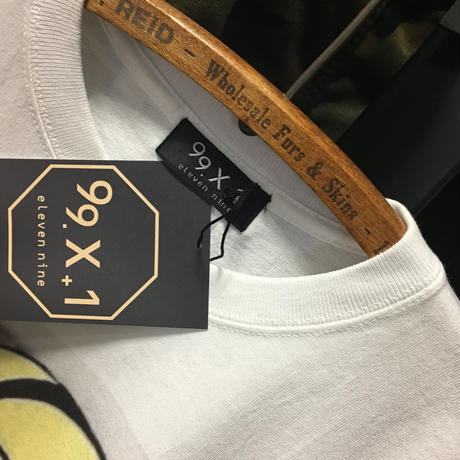 REID
Wholesale Furs & Skins
99.X+1
eleven nine
99.X+1
eleven nine